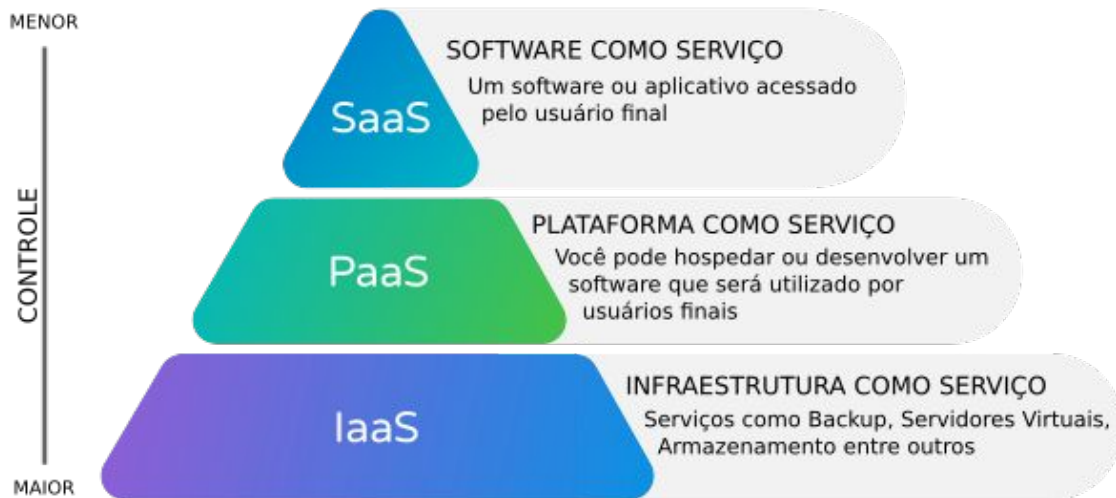 MENOR
SOFTWARE COMO SERVIÇO
Um software ou aplicativo acessado
pelo usuário final
SaaS
CONTROLE
PLATAFORMA COMO SERVIÇO
Você pode hospedar ou desenvolver um
software que será utilizado por
usuários finais
PaaS
INFRAESTRUTURA COMO SERVIÇO
Serviços como Backup, Servidores Virtuais,
Armazenamento entre outros
IaaS
MAIOR